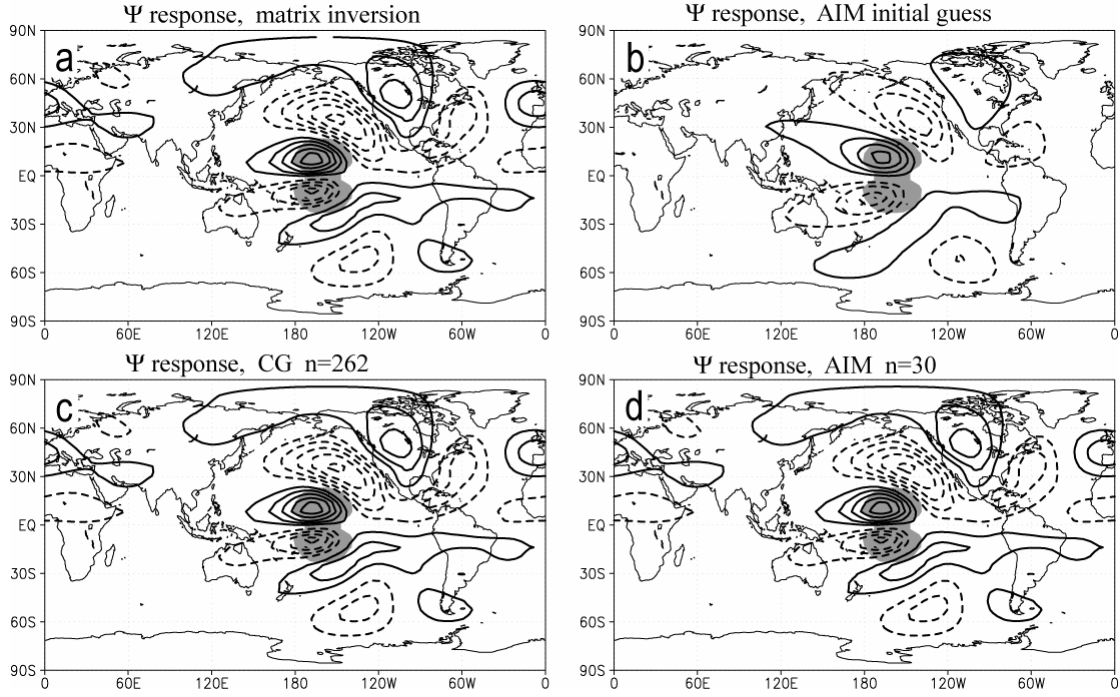 Ψ response, matrix inversion
a
90N
60N
30N
EQ
30S
60S
90S
0 60E 120E 180 120W 60W 0
Ψ response, AIM initial guess
b
90N
60N
30N
EQ
30S
60S
90S
0 60E 120E 180 120W 60W 0
Ψ response, CG n=262
c
90N
60N
30N
EQ
30S
60S
90S
0 60E 120E 180 120W 60W 0
Ψ response, AIM n=30
d
90N
60N
30N
EQ
30S
60S
90S
0 60E 120E 180 120W 60W 0